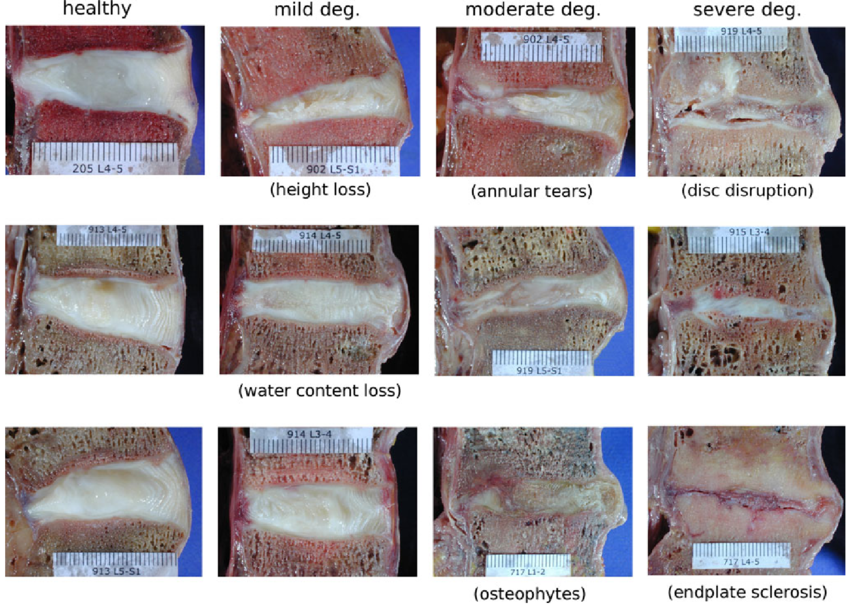 healthy mild deg. moderate deg. severe deg.
902 L4-5 919 L4-5
205 L4-5 902 L5-S1
(height loss) (annular tears) (disc disruption)
913 L4-5 914 L4-5 915 L3-4
919 L5-S1
(water content loss)
914 L3-4
913 L5-S1 717 L1-2 717 L4-5
(osteophytes) (endplate sclerosis)